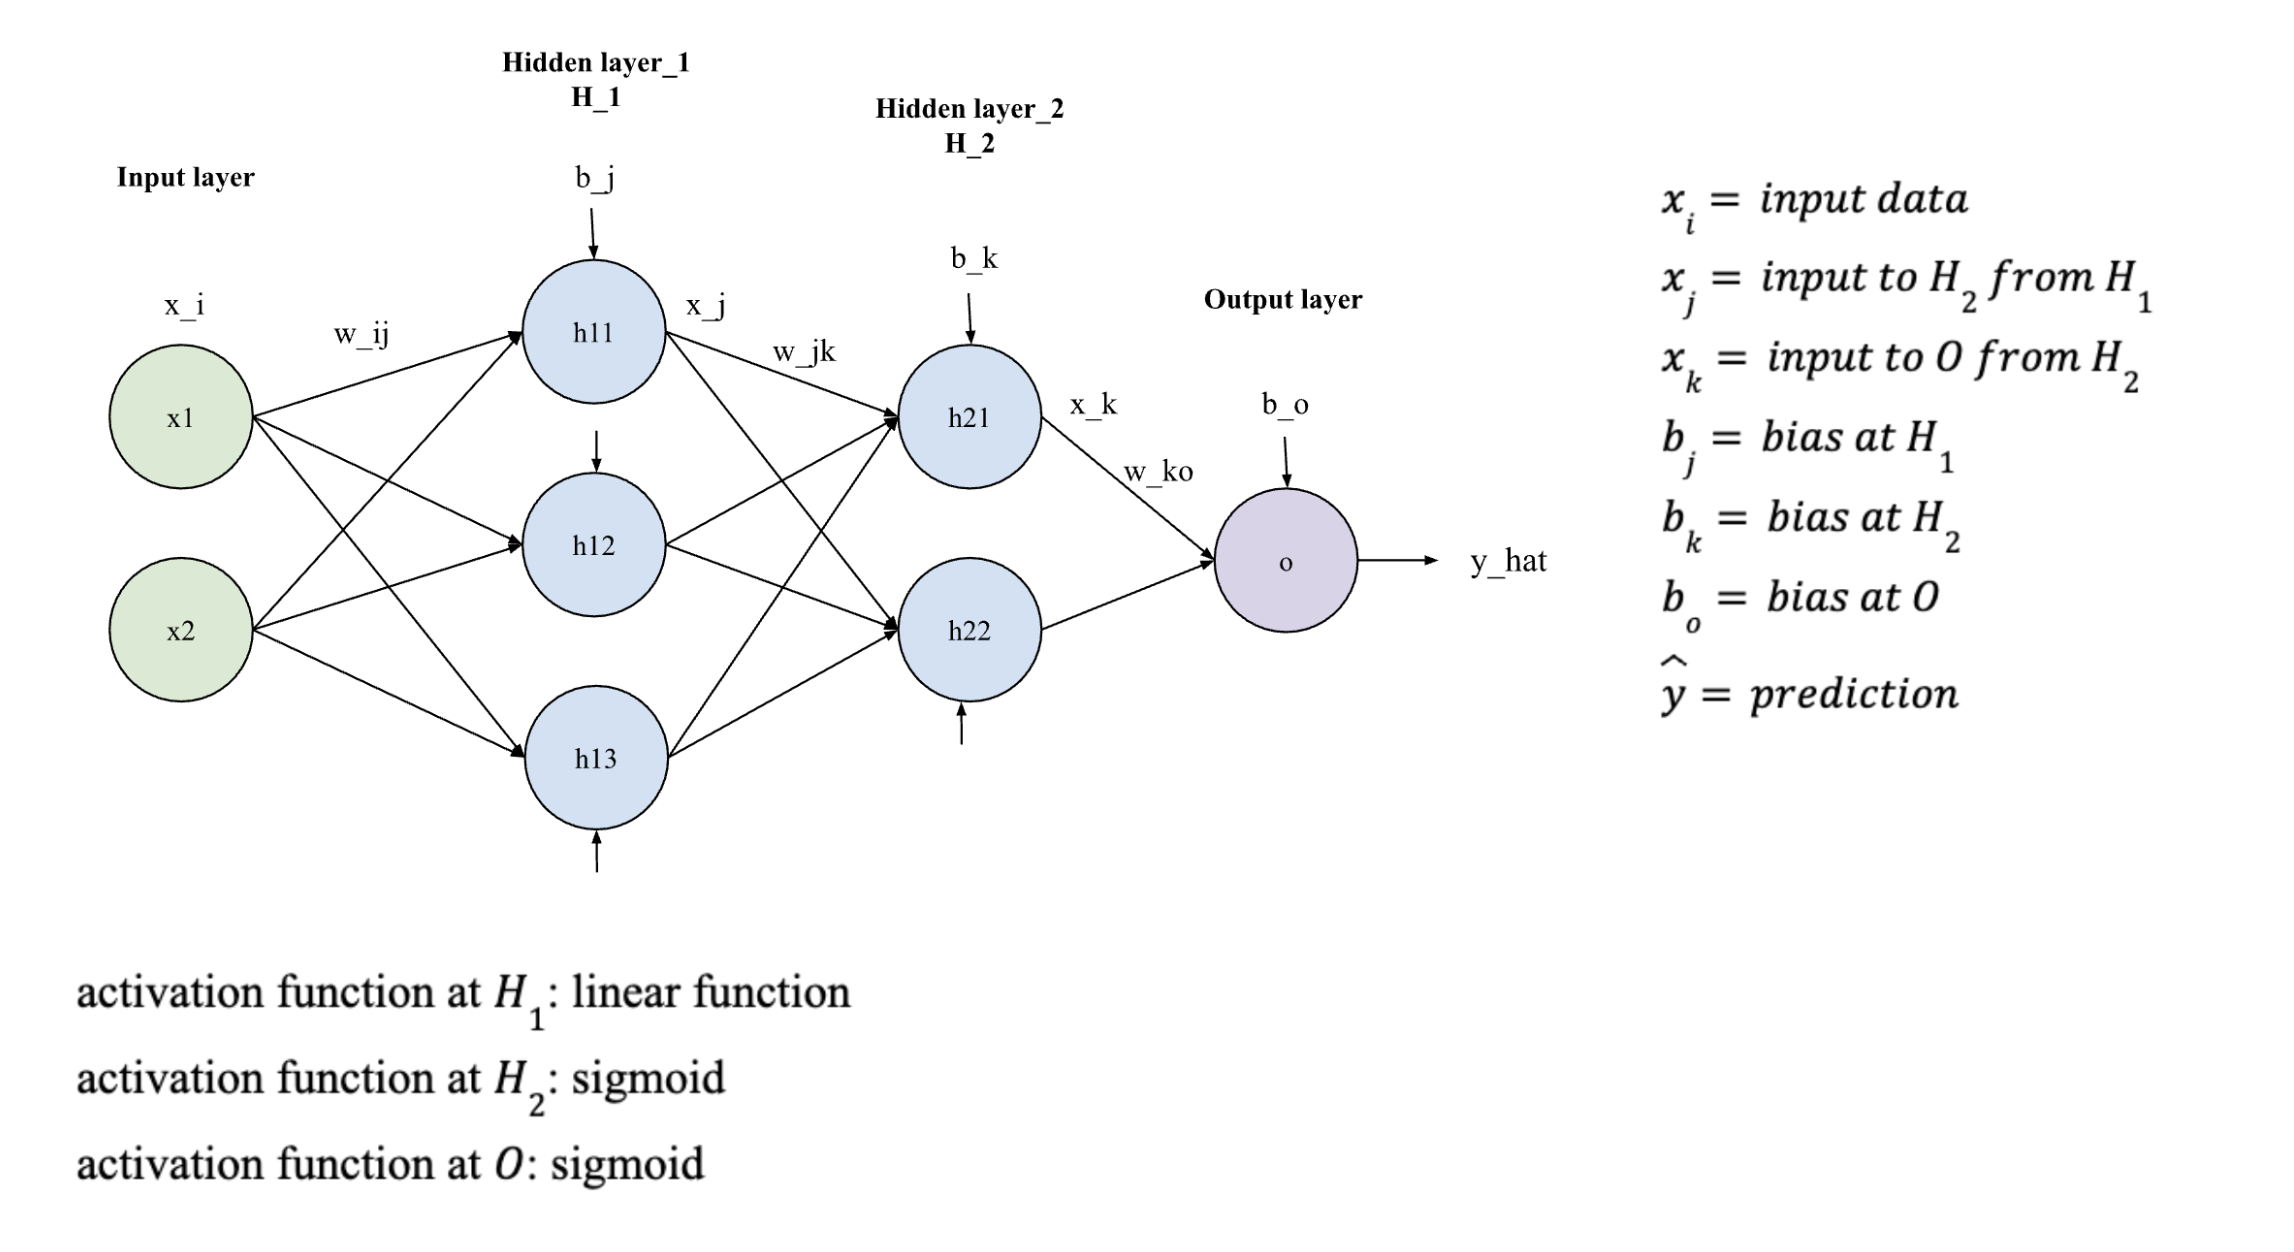 Hidden layer_1
H_1
Hidden layer_2
H_2
Input layer
b_j
b_k
Output layer
x_i
w_ij
x_j
w_jk
x_k
b_o
w_ko
x1
x2
h11
h12
h13
h21
h22
o
y_hat
x_i = input data
x_j = input to H_2 from H_1
x_k = input to O from H_2
b_j = bias at H_1
b_k = bias at H_2
b_o = bias at O
ŷ = prediction
activation function at H_1: linear function
activation function at H_2: sigmoid
activation function at O: sigmoid